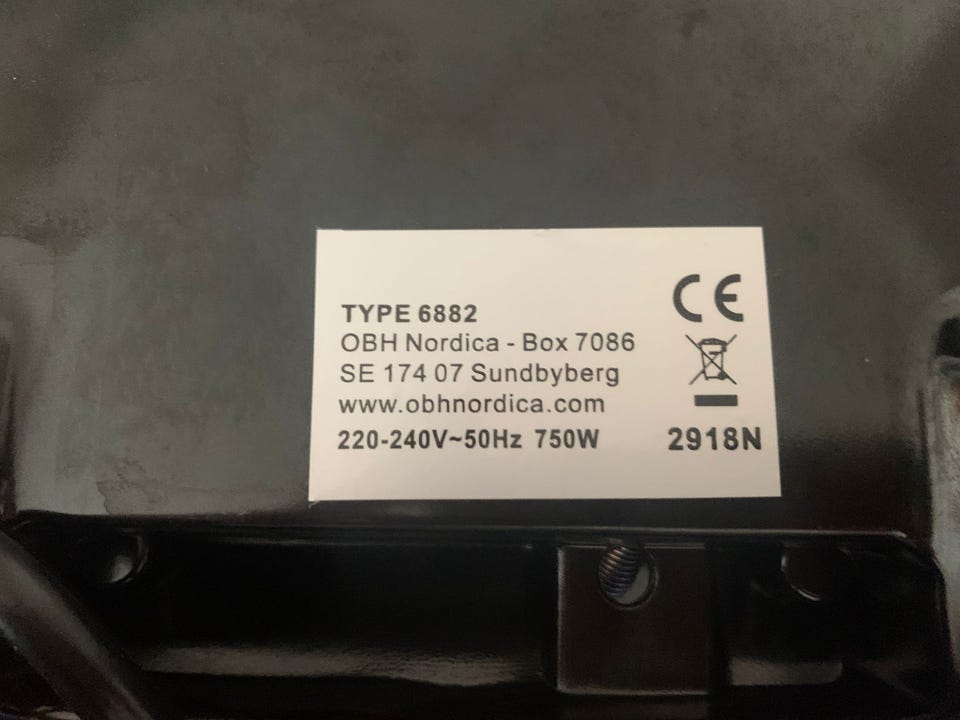 TYPE 6882
OBH Nordica - Box 7086
SE 174 07 Sundbyberg
www.obhnordica.com
220-240V~50Hz 750W
CE
2918N